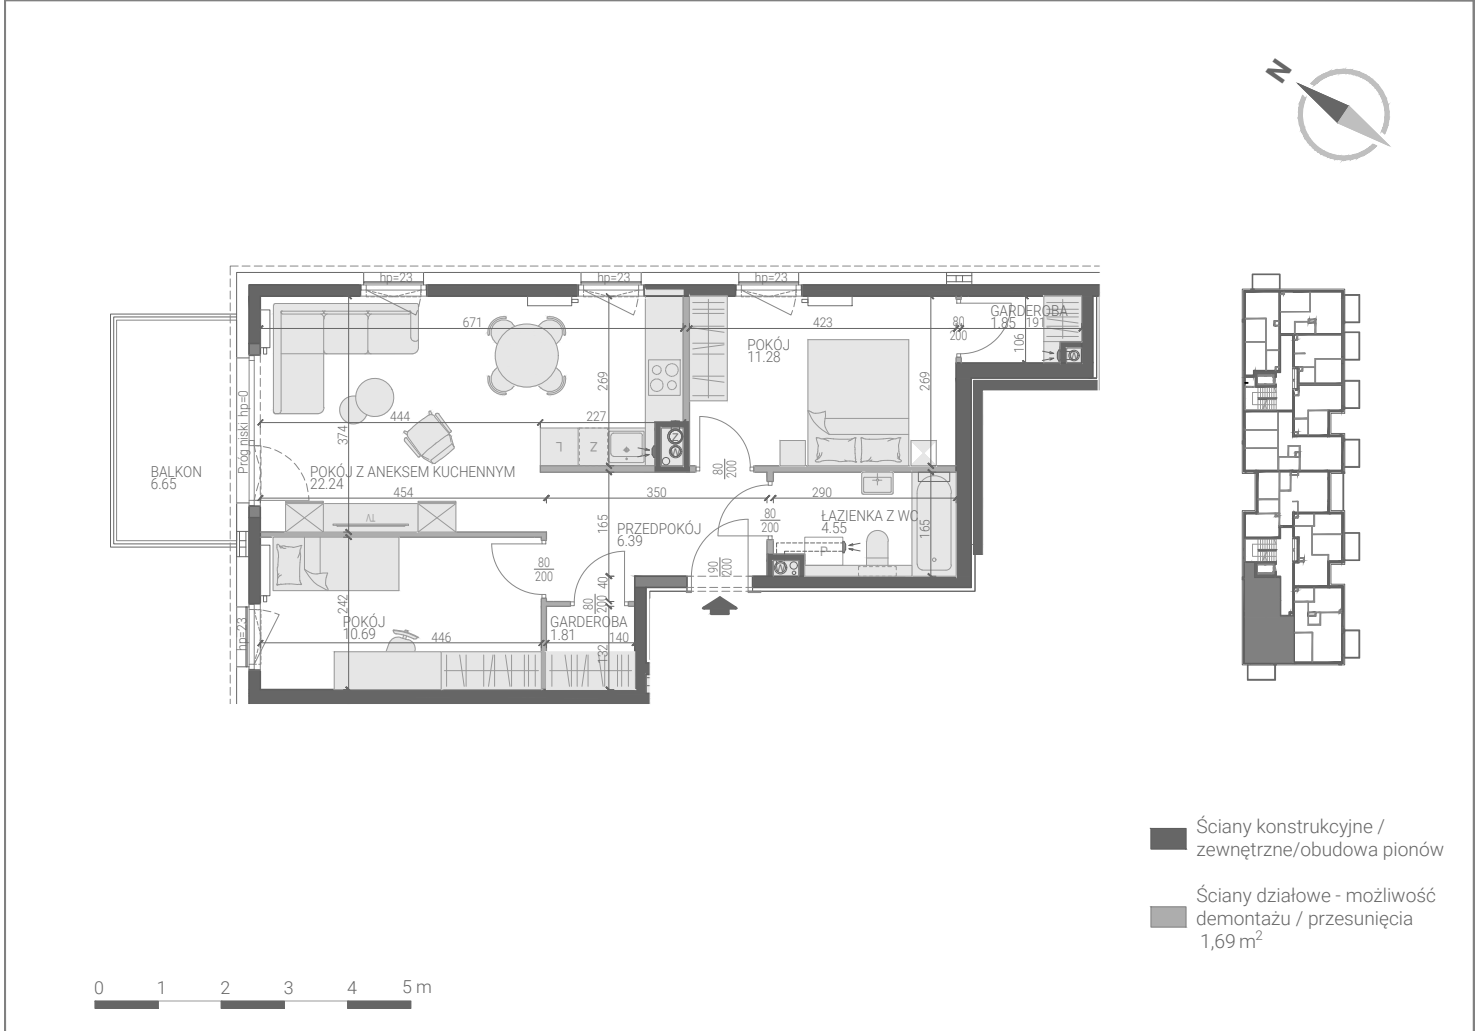 N
hp=23
hp=23
hp=23
671
423
GARDEROBA
1.85
191
80
200
106
POKÓJ
11.28
269
269
Próg niski hp=0
444
227
374
L
Z
Z
W
W
BALKON
6.65
POKÓJ Z ANEKSEM KUCHENNYM
22.24
80
200
454
350
290
TV
165
PRZEDPOKÓJ
6.39
80
200
ŁAZIENKA Z WC
4.55
165
P
W
80
200
90
200
40
80
200
242
hp=23
POKÓJ
10.69
446
GARDEROBA
1.81
140
132
Ściany konstrukcyjne /
zewnętrzne/obudowa pionów
Ściany działowe - możliwość
demontażu / przesunięcia
1,69 m²
0 1 2 3 4 5 m